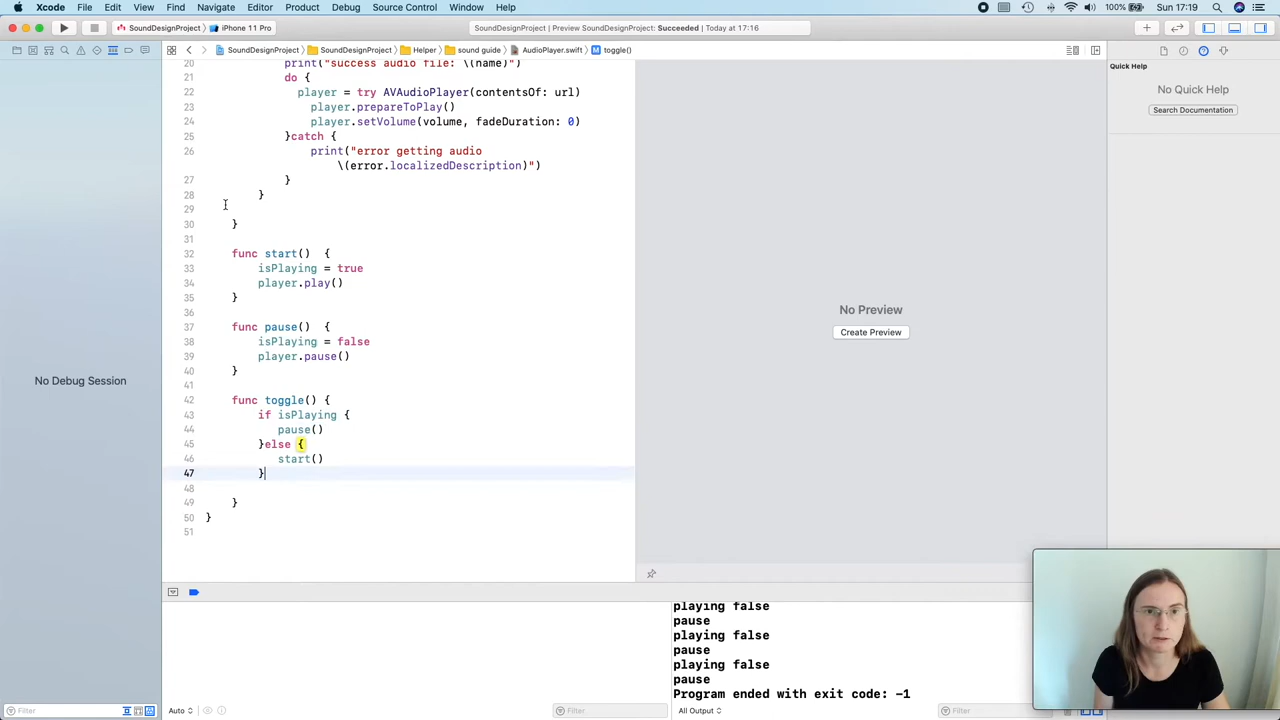 Xcode File Edit View Find Navigate Editor Product Debug Source Control Window Help 100% Sun 17:19
SoundDesignProject iPhone 11 Pro SoundDesignProject | Preview SoundDesignProject: Succeeded | Today at 17:16
SoundDesignProject SoundDesignProject Helper sound guide AudioPlayer.swift M toggle()
20 print("success audio file: \(name)")
21 do {
22 player = try AVAudioPlayer(contentsOf: url)
23 player.prepareToPlay()
24 player.setVolume(volume, fadeDuration: 0)
25 }catch {
26 print("error getting audio
\(error.localizedDescription)")
27 }
28 }
29
30 }
31
32 func start() {
33 isPlaying = true
34 player.play()
35 }
36
37 func pause() {
38 isPlaying = false
39 player.pause()
40 }
41
42 func toggle() {
43 if isPlaying {
44 pause()
45 }else {
46 start()
47 }
48
49 }
50 }
51
No Debug Session
No Preview
Create Preview
Quick Help
No Quick Help
Search Documentation
playing false
pause
playing false
pause
playing false
pause
Program ended with exit code: -1
Filter Auto Filter All Output Filter